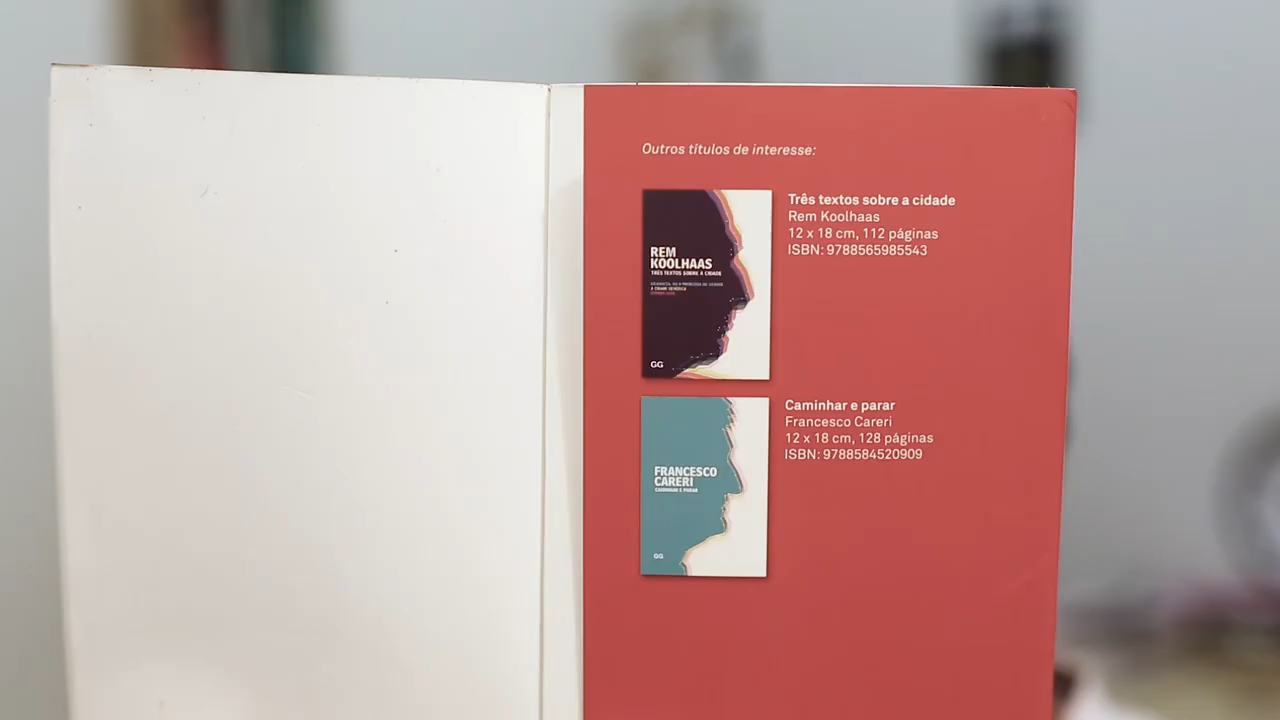 Outros títulos de interesse:
REM
KOOLHAAS
TRÊS TEXTOS SOBRE A CIDADE
A CIDADE GENÉRICA
GG
Três textos sobre a cidade
Rem Koolhaas
12 x 18 cm, 112 páginas
ISBN: 9788565985543
FRANCESCO
CARERI
CAMINHAR E PARAR
GG
Caminhar e parar
Francesco Careri
12 x 18 cm, 128 páginas
ISBN: 9788584520909